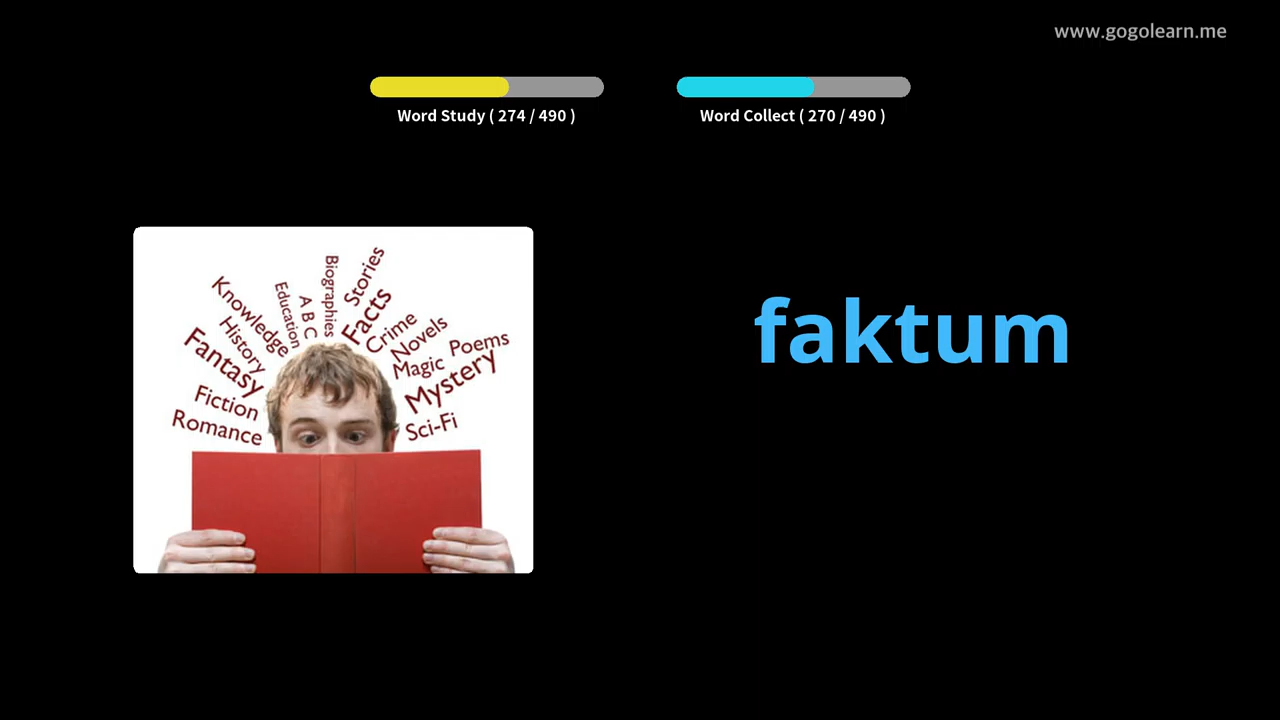 www.gogolearn.me
Word Study ( 274 / 490 )
Word Collect ( 270 / 490 )
faktum
Romance
Fiction
Fantasy
History
Knowledge
Education
A B C
Biographies
Stories
Facts
Crime
Novels
Magic
Poems
Mystery
Sci-Fi